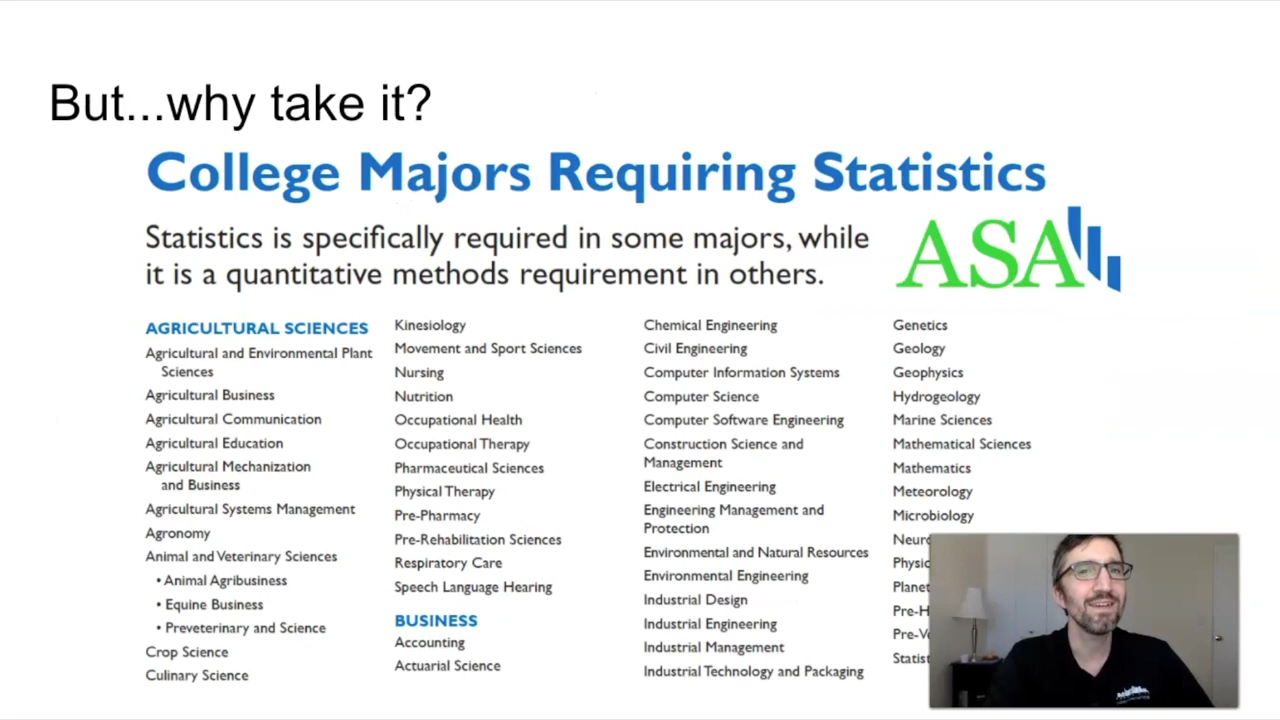 But...why take it?
College Majors Requiring Statistics
Statistics is specifically required in some majors, while
it is a quantitative methods requirement in others.
ASA
AGRICULTURAL SCIENCES
Agricultural and Environmental Plant
Sciences
Agricultural Business
Agricultural Communication
Agricultural Education
Agricultural Mechanization
and Business
Agricultural Systems Management
Agronomy
Animal and Veterinary Sciences
• Animal Agribusiness
• Equine Business
• Preveterinary and Science
Crop Science
Culinary Science
Kinesiology
Movement and Sport Sciences
Nursing
Nutrition
Occupational Health
Occupational Therapy
Pharmaceutical Sciences
Physical Therapy
Pre-Pharmacy
Pre-Rehabilitation Sciences
Respiratory Care
Speech Language Hearing
BUSINESS
Accounting
Actuarial Science
Chemical Engineering
Civil Engineering
Computer Information Systems
Computer Science
Computer Software Engineering
Construction Science and
Management
Electrical Engineering
Engineering Management and
Protection
Environmental and Natural Resources
Environmental Engineering
Industrial Design
Industrial Engineering
Industrial Management
Industrial Technology and Packaging
Genetics
Geology
Geophysics
Hydrogeology
Marine Sciences
Mathematical Sciences
Mathematics
Meteorology
Microbiology
Neuro
Physic
Planet
Pre-H
Pre-V
Statist